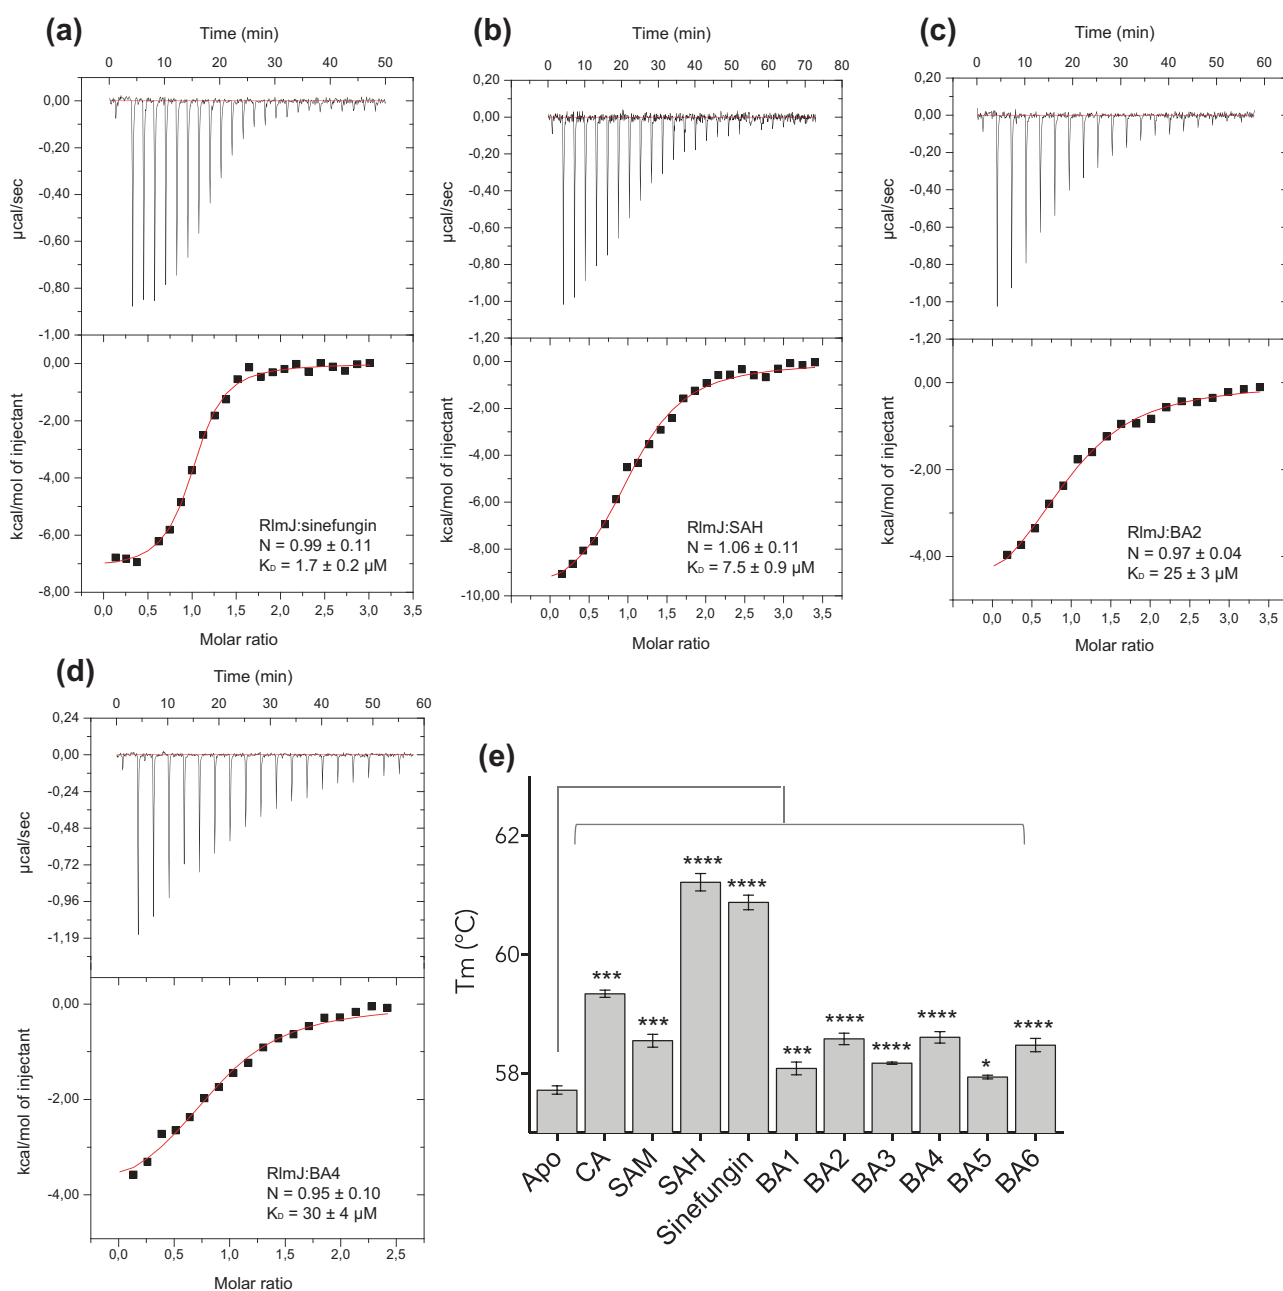 (a)
Time (min)
0 10 20 30 40 50
0,00
-0,20
-0,40
-0,60
-0,80
-1,00
µcal/sec
0,00
-2,00
-4,00
-6,00
-8,00
kcal/mol of injectant
RlmJ:sinefungin
N = 0.99 ± 0.11
KD = 1.7 ± 0.2 µM
0,0 0,5 1,0 1,5 2,0 2,5 3,0 3,5
Molar ratio
(b)
Time (min)
0 10 20 30 40 50 60 70 80
0,20
0,00
-0,20
-0,40
-0,60
-0,80
-1,00
-1,20
µcal/sec
0,00
-2,00
-4,00
-6,00
-8,00
-10,00
kcal/mol of injectant
RlmJ:SAH
N = 1.06 ± 0.11
KD = 7.5 ± 0.9 µM
0,0 0,5 1,0 1,5 2,0 2,5 3,0 3,5
Molar ratio
(c)
Time (min)
0 10 20 30 40 50 60
0,20
0,00
-0,20
-0,40
-0,60
-0,80
-1,00
-1,20
µcal/sec
0,00
-2,00
-4,00
kcal/mol of injectant
RlmJ:BA2
N = 0.97 ± 0.04
KD = 25 ± 3 µM
0,0 0,5 1,0 1,5 2,0 2,5 3,0 3,5
Molar ratio
(d)
Time (min)
0 10 20 30 40 50 60
0,24
0,00
-0,24
-0,48
-0,72
-0,96
-1,19
µcal/sec
0,00
-2,00
-4,00
kcal/mol of injectant
RlmJ:BA4
N = 0.95 ± 0.10
KD = 30 ± 4 µM
0,0 0,5 1,0 1,5 2,0 2,5
Molar ratio
(e)
62
60
58
Tm (°C)
*** *** **** **** *** **** **** **** * ****
Apo CA SAM SAH Sinefungin BA1 BA2 BA3 BA4 BA5 BA6